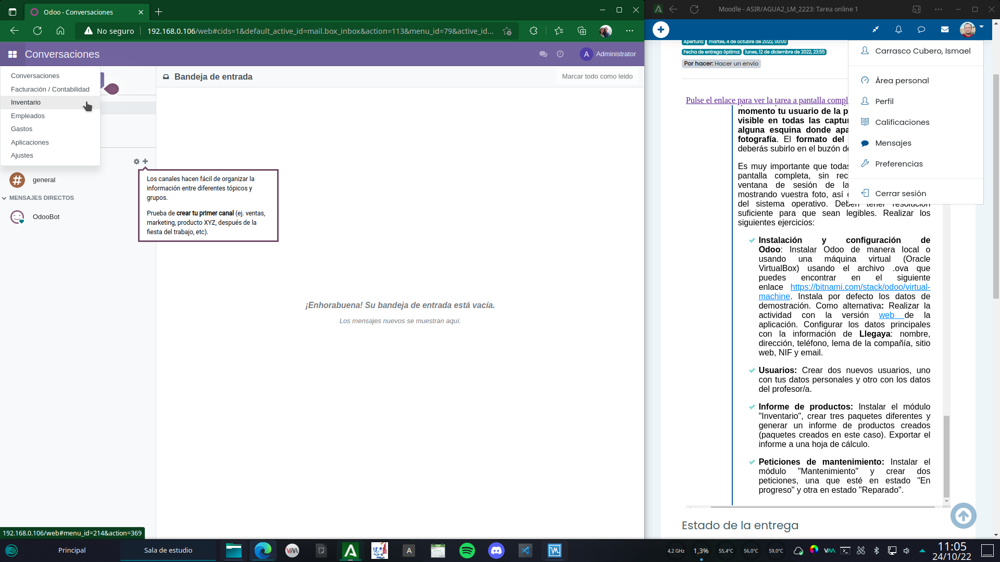 Odoo - Conversaciones
No seguro
192.168.0.106/web#cids=1&default_active_id=mail.box_inbox&action=113&menu_id=79&active_id...
Conversaciones
A Administrator
Conversaciones
Facturación / Contabilidad
Inventario
Empleados
Gastos
Aplicaciones
Ajustes
general
MENSAJES DIRECTOS
OdooBot
Bandeja de entrada
Marcar todo como leido
Los canales hacen fácil de organizar la
información entre diferentes tópicos y
grupos.
Prueba de crear tu primer canal (ej. ventas,
marketing, producto XYZ, después de la
fiesta del trabajo, etc).
¡Enhorabuena! Su bandeja de entrada está vacía.
Los mensajes nuevos se muestran aquí.
192.168.0.106/web#menu_id=214&action=369
Moodle - ASIR/AGUA2_LM_2223: Tarea online 1
Apertura: martes, 4 de octubre de 2022, 00:00
Fecha de entrega óptima: lunes, 12 de diciembre de 2022, 23:55
Por hacer: Hacer un envío
Carrasco Cubero, Ismael
Área personal
Perfil
Calificaciones
Mensajes
Preferencias
Cerrar sesión
Pulse el enlace para ver la tarea a pantalla compl
momento tu usuario de la p
visible en todas las captur
alguna esquina donde apa
fotografía. El formato del
deberás subirlo en el buzón de
Es muy importante que todas
pantalla completa, sin rec
ventana de sesión de la
mostrando vuestra foto, así
del sistema operativo. Deben tener resolución
suficiente para que sean legibles. Realizar los
siguientes ejercicios:
Instalación y configuración de
Odoo: Instalar Odoo de manera local o
usando una máquina virtual (Oracle
VirtualBox) usando el archivo .ova que
puedes encontrar en el siguiente
enlace https://bitnami.com/stack/odoo/virtual-
machine. Instala por defecto los datos de
demostración. Como alternativa: Realizar la
actividad con la versión web de la
aplicación. Configurar los datos principales
con la información de Llegaya: nombre,
dirección, teléfono, lema de la compañía, sitio
web, NIF y email.
Usuarios: Crear dos nuevos usuarios, uno
con tus datos personales y otro con los datos
del profesor/a.
Informe de productos: Instalar el módulo
"Inventario", crear tres paquetes diferentes y
generar un informe de productos creados
(paquetes creados en este caso). Exportar el
informe a una hoja de cálculo.
Peticiones de mantenimiento: Instalar el
módulo "Mantenimiento" y crear dos
peticiones, una que esté en estado "En
progreso" y otra en estado "Reparado".
Estado de la entrega
Principal
Sala de estudio
4,2 GHz
1,3%
55,4°C
56,0°C
59,0°C
11:05
24/10/22